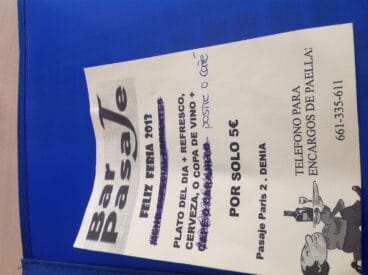 Bar
Pasaje
FELIZ FERIA 2013
PLATO DEL DIA + REFRESCO,
CERVEZA, O COPA DE VINO +
postre o café
POR SOLO 5€
Pasaje Paris 2. DENIA
TELEFONO PARA
ENCARGOS DE PAELLA:
661-335-611